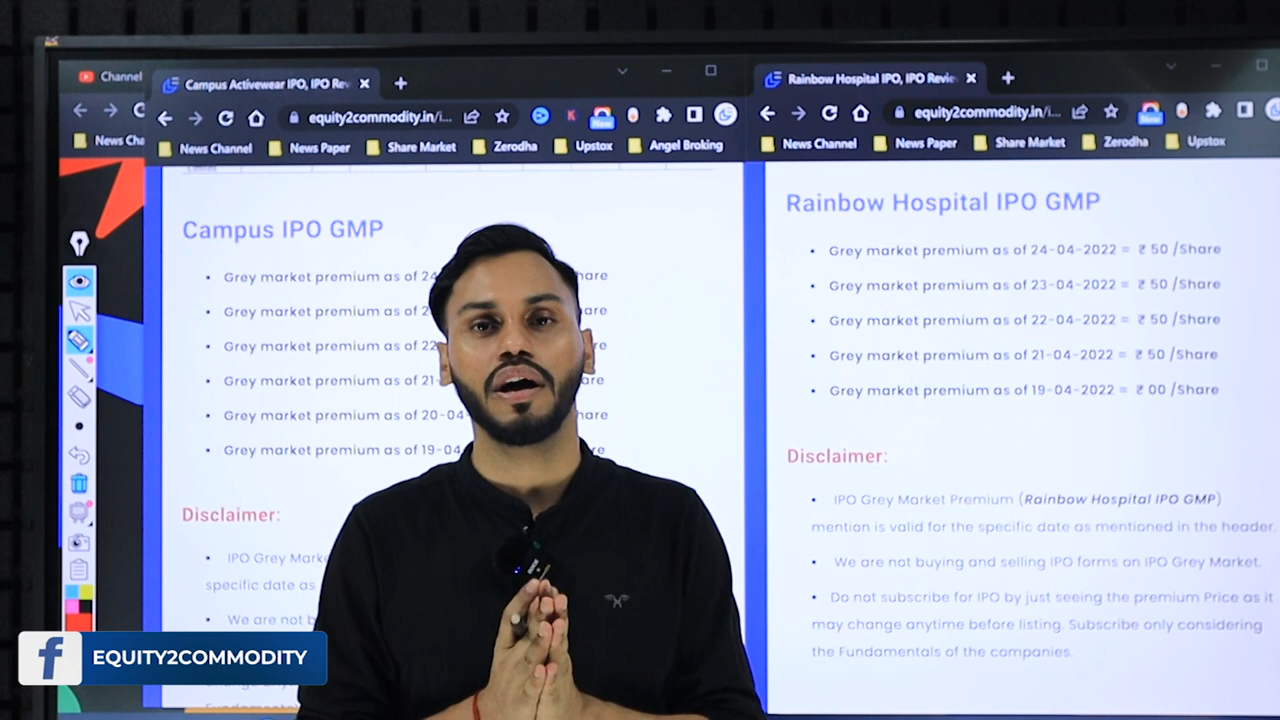 Channel
Campus Activewear IPO, IPO Rev
equity2commodity.in/i...
New
News Cha
News Channel
News Paper
Share Market
Zerodha
Upstox
Angel Broking
Campus IPO GMP
Grey market premium as of 24 hare
Grey market premium as of 2
Grey market premium as of 22
Grey market premium as of 21-
Grey market premium as of 20-04 hare
Grey market premium as of 19-04 re
Disclaimer:
IPO Grey Marke
specific date as
We are not b
Rainbow Hospital IPO, IPO Revie
equity2commodity.in/i...
New
News Channel
News Paper
Share Market
Zerodha
Upstox
Rainbow Hospital IPO GMP
Grey market premium as of 24-04-2022 = ₹ 50 /Share
Grey market premium as of 23-04-2022 = ₹ 50 /Share
Grey market premium as of 22-04-2022 = ₹ 50 /Share
Grey market premium as of 21-04-2022 = ₹ 50 /Share
Grey market premium as of 19-04-2022 = ₹ 00 /Share
Disclaimer:
IPO Grey Market Premium (Rainbow Hospital IPO GMP)
mention is valid for the specific date as mentioned in the header.
We are not buying and selling IPO forms on IPO Grey Market.
Do not subscribe for IPO by just seeing the premium Price as it
may change anytime before listing. Subscribe only considering
the Fundamentals of the companies.
f EQUITY2COMMODITY